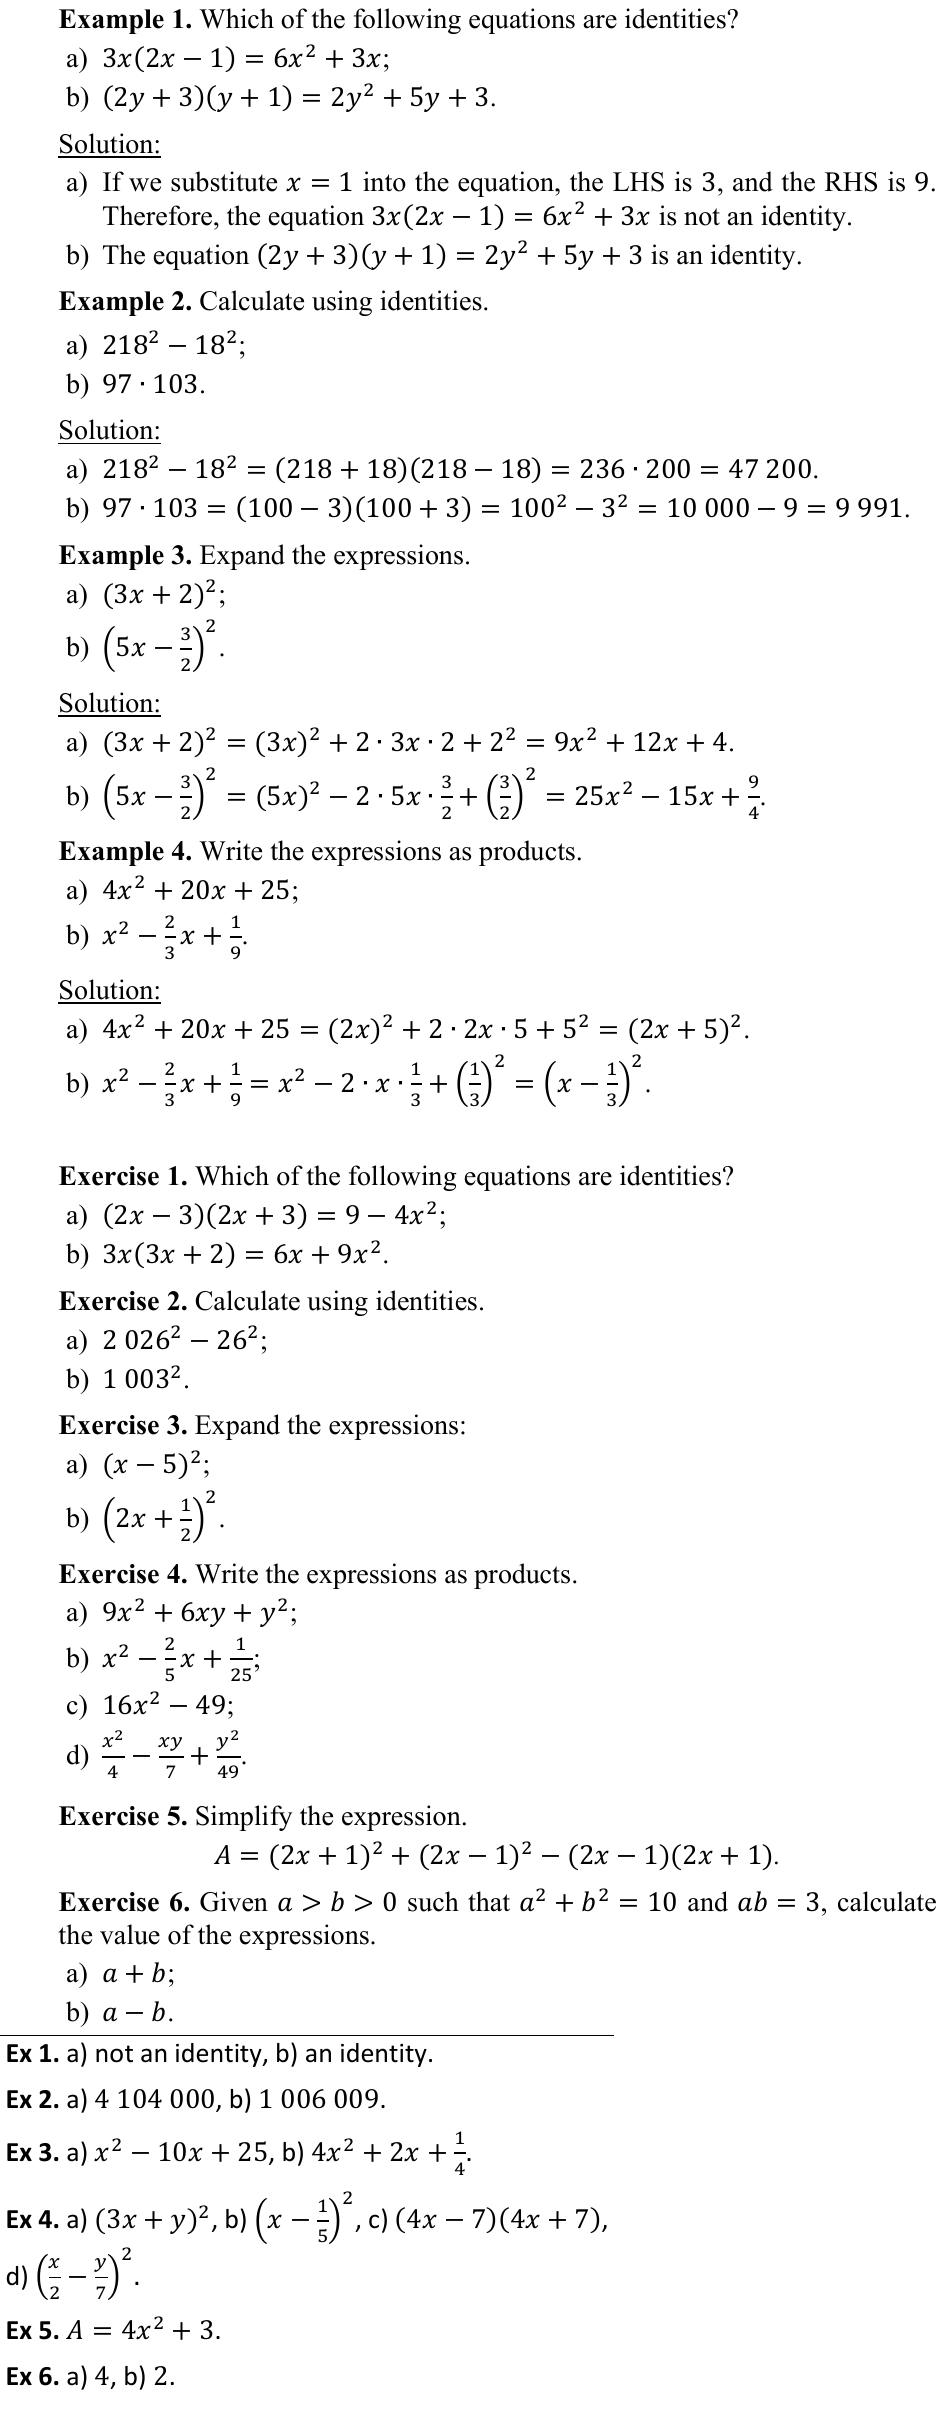 Example 1. Which of the following equations are identities?
a) 3x(2x − 1) = 6x² + 3x;
b) (2y + 3)(y + 1) = 2y² + 5y + 3.
Solution:
a) If we substitute x = 1 into the equation, the LHS is 3, and the RHS is 9.
Therefore, the equation 3x(2x − 1) = 6x² + 3x is not an identity.
b) The equation (2y + 3)(y + 1) = 2y² + 5y + 3 is an identity.
Example 2. Calculate using identities.
a) 218² − 18²;
b) 97 · 103.
Solution:
a) 218² − 18² = (218 + 18)(218 − 18) = 236 · 200 = 47 200.
b) 97 · 103 = (100 − 3)(100 + 3) = 100² − 3² = 10 000 − 9 = 9 991.
Example 3. Expand the expressions.
a) (3x + 2)²;
b) (5x − 3/2)².
Solution:
a) (3x + 2)² = (3x)² + 2 · 3x · 2 + 2² = 9x² + 12x + 4.
b) (5x − 3/2)² = (5x)² − 2 · 5x · 3/2 + (3/2)² = 25x² − 15x + 9/4.
Example 4. Write the expressions as products.
a) 4x² + 20x + 25;
b) x² − 2/3 x + 1/9.
Solution:
a) 4x² + 20x + 25 = (2x)² + 2 · 2x · 5 + 5² = (2x + 5)².
b) x² − 2/3 x + 1/9 = x² − 2 · x · 1/3 + (1/3)² = (x − 1/3)².
Exercise 1. Which of the following equations are identities?
a) (2x − 3)(2x + 3) = 9 − 4x²;
b) 3x(3x + 2) = 6x + 9x².
Exercise 2. Calculate using identities.
a) 2 026² − 26²;
b) 1 003².
Exercise 3. Expand the expressions:
a) (x − 5)²;
b) (2x + 1/2)².
Exercise 4. Write the expressions as products.
a) 9x² + 6xy + y²;
b) x² − 2/5 x + 1/25;
c) 16x² − 49;
d) x²/4 − xy/7 + y²/49.
Exercise 5. Simplify the expression.
A = (2x + 1)² + (2x − 1)² − (2x − 1)(2x + 1).
Exercise 6. Given a > b > 0 such that a² + b² = 10 and ab = 3, calculate
the value of the expressions.
a) a + b;
b) a − b.
Ex 1. a) not an identity, b) an identity.
Ex 2. a) 4 104 000, b) 1 006 009.
Ex 3. a) x² − 10x + 25, b) 4x² + 2x + 1/4.
Ex 4. a) (3x + y)², b) (x − 1/5)², c) (4x − 7)(4x + 7),
d) (x/2 − y/7)².
Ex 5. A = 4x² + 3.
Ex 6. a) 4, b) 2.